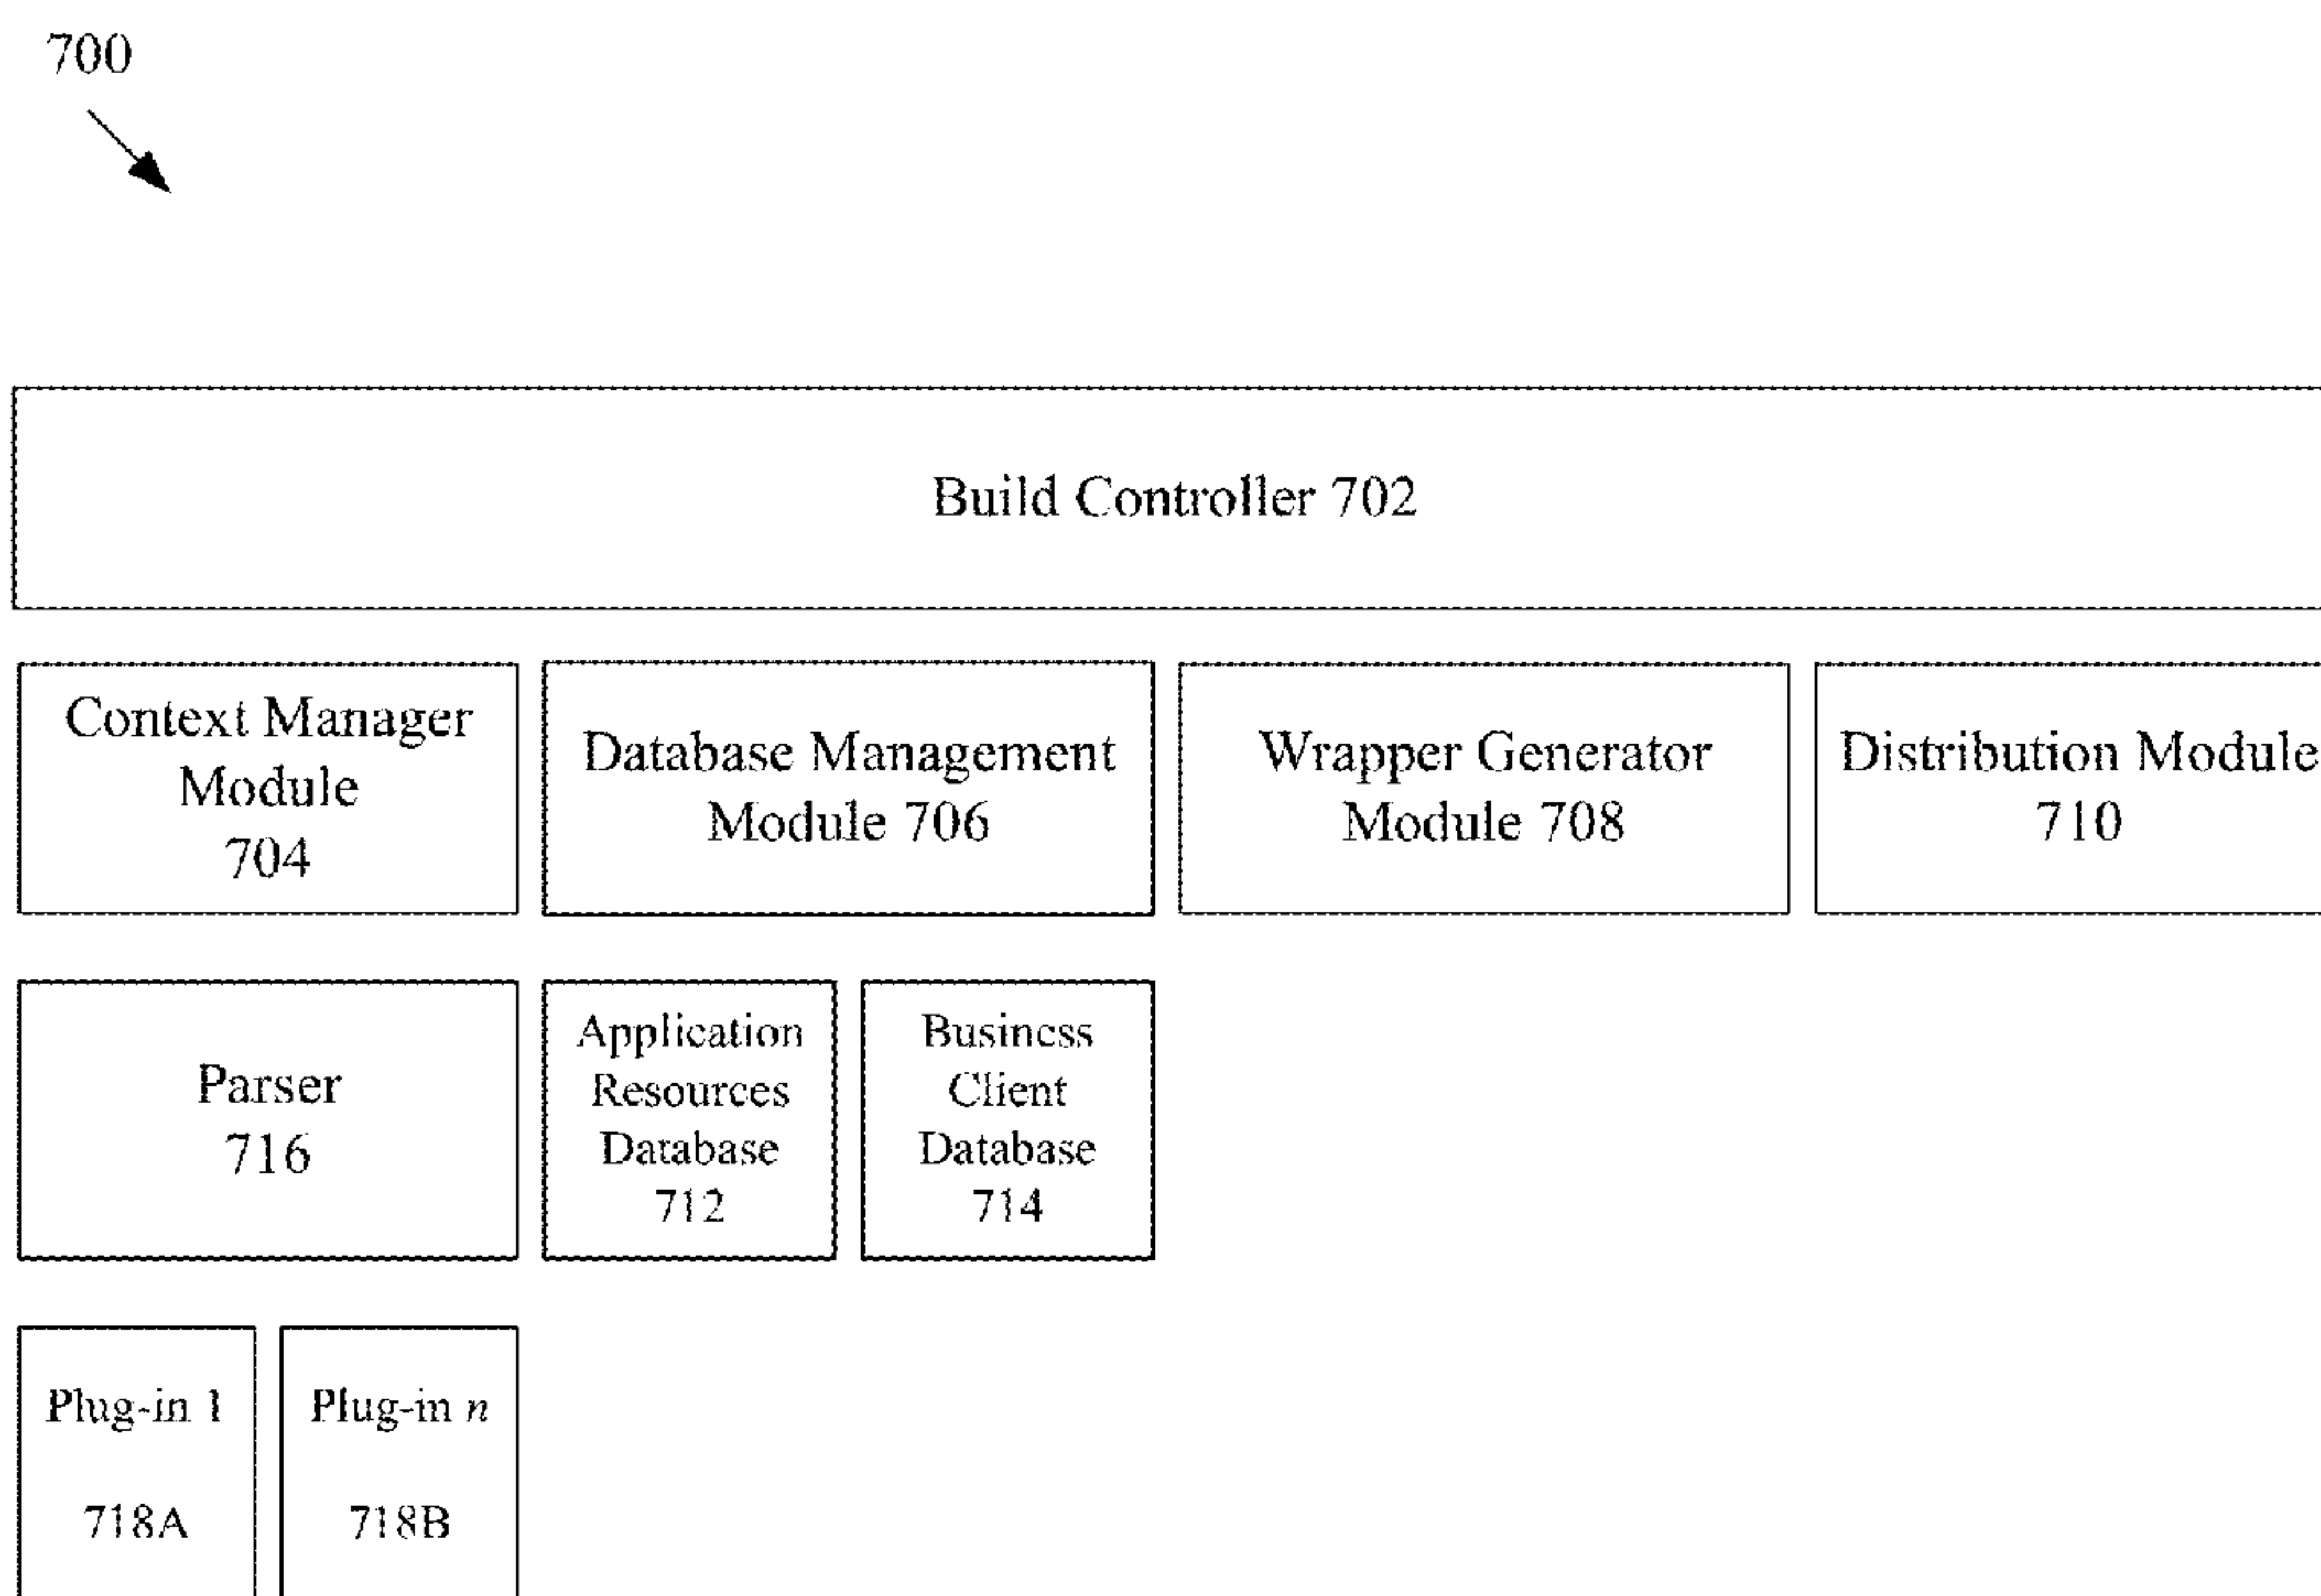 700
Build Controller 702
Context Manager
Module
704
Database Management
Module 706
Wrapper Generator
Module 708
Distribution Module
710
Parser
716
Application
Resources
Database
712
Business
Client
Database
714
Plug-in 1
718A
Plug-in n
718B